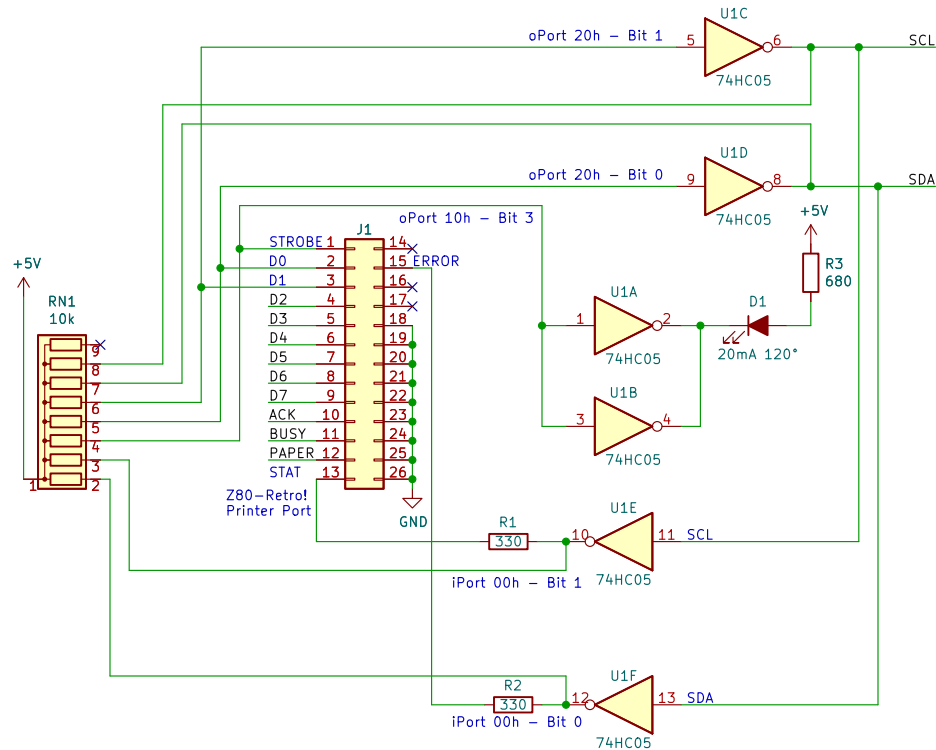 U1C
oPort 20h - Bit 1
5
6
SCL
74HC05
U1D
oPort 20h - Bit 0
9
8
SDA
74HC05
+5V
oPort 10h - Bit 3
J1
STROBE 1
14
D0 2
15 ERROR
D1 3
16
D2 4
17
D3 5
18
D4 6
19
D5 7
20
D6 8
21
D7 9
22
ACK 10
23
BUSY 11
24
PAPER 12
25
STAT 13
26
Z80-Retro!
Printer Port
GND
+5V
RN1
10k
9
8
7
6
5
4
3
1
2
R3
680
U1A
1
2
74HC05
D1
20mA 120°
U1B
3
4
74HC05
U1E
R1
330
10
11
SCL
74HC05
iPort 00h - Bit 1
U1F
R2
330
12
13
SDA
iPort 00h - Bit 0
74HC05